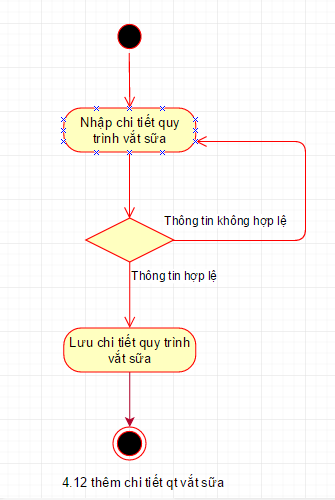 Nhập chi tiết quy
trình vắt sữa
Thông tin không hợp lệ
Thông tin hợp lệ
Lưu chi tiết quy trình
vắt sữa
4.12 thêm chi tiết qt vắt sữa